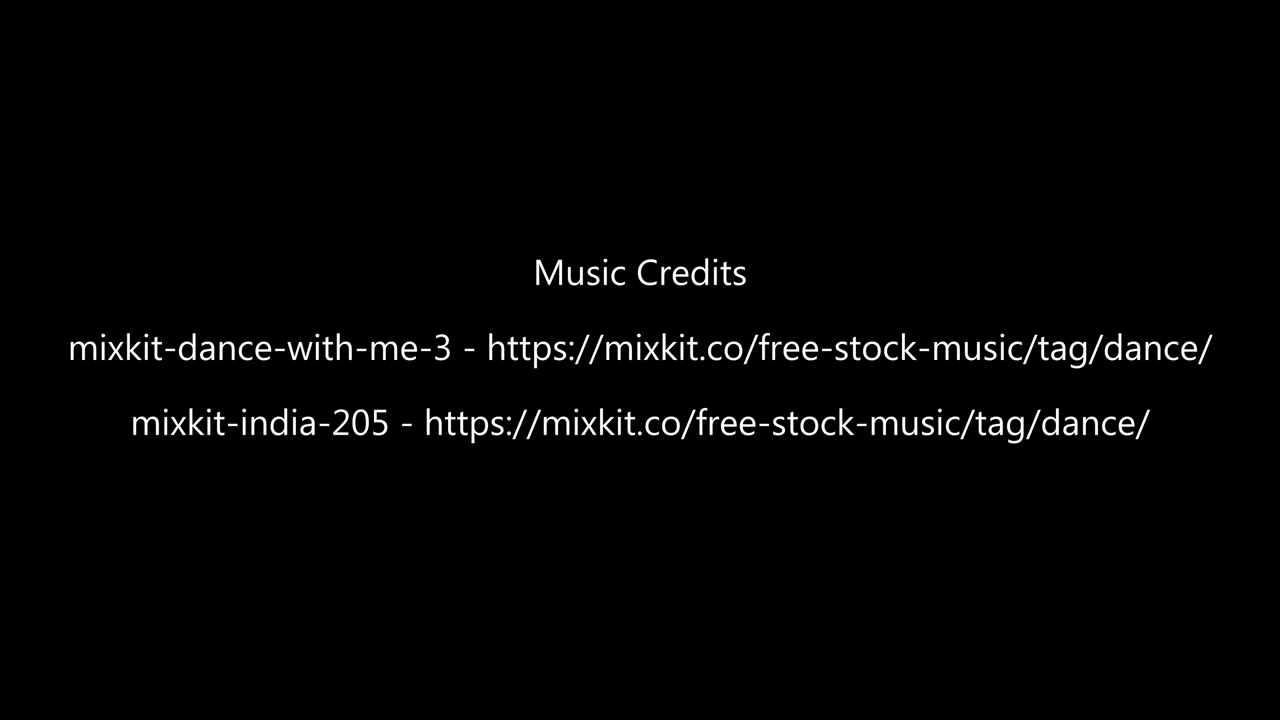 Music Credits
mixkit-dance-with-me-3 - https://mixkit.co/free-stock-music/tag/dance/
mixkit-india-205 - https://mixkit.co/free-stock-music/tag/dance/